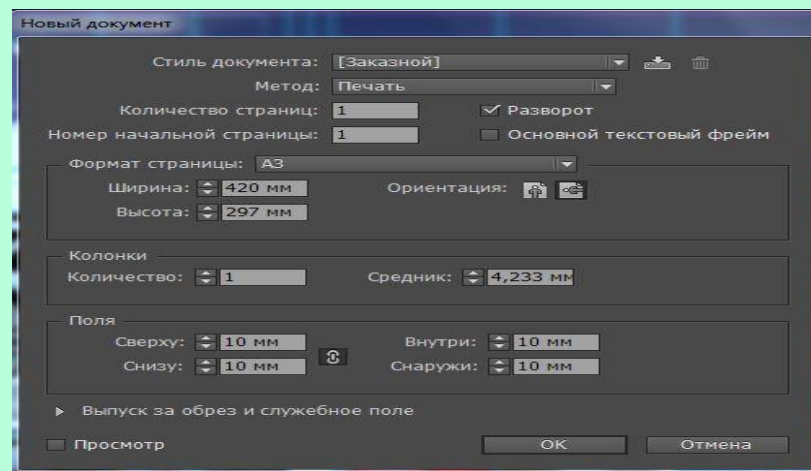 Новый документ
Стиль документа: [Заказной]
Метод: Печать
Количество страниц: 1 Разворот
Номер начальной страницы: 1 Основной текстовый фрейм
Формат страницы: A3
Ширина: 420 мм Ориентация:
Высота: 297 мм
Колонки
Количество: 1 Средник: 4,233 мм
Поля
Сверху: 10 мм Внутри: 10 мм
Снизу: 10 мм Снаружи: 10 мм
Выпуск за обрез и служебное поле
Просмотр OK Отмена